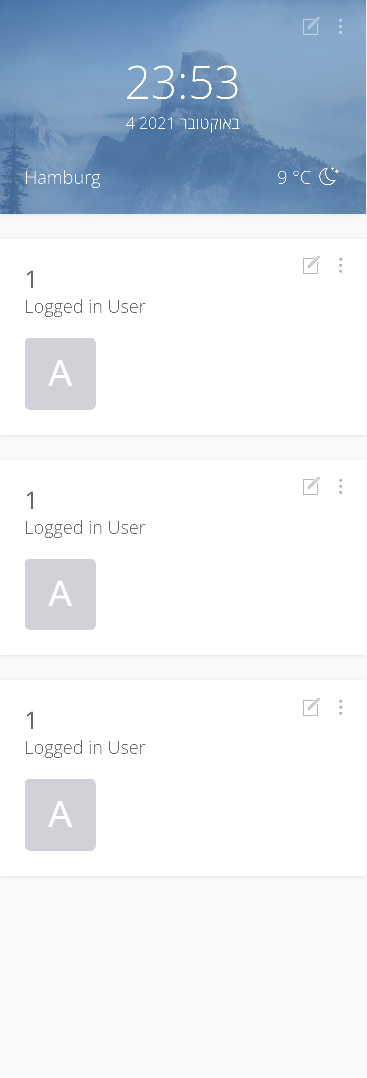 23:53
4 באוקטובר 2021
Hamburg
9 °C
1
Logged in User
A
1
Logged in User
A
1
Logged in User
A